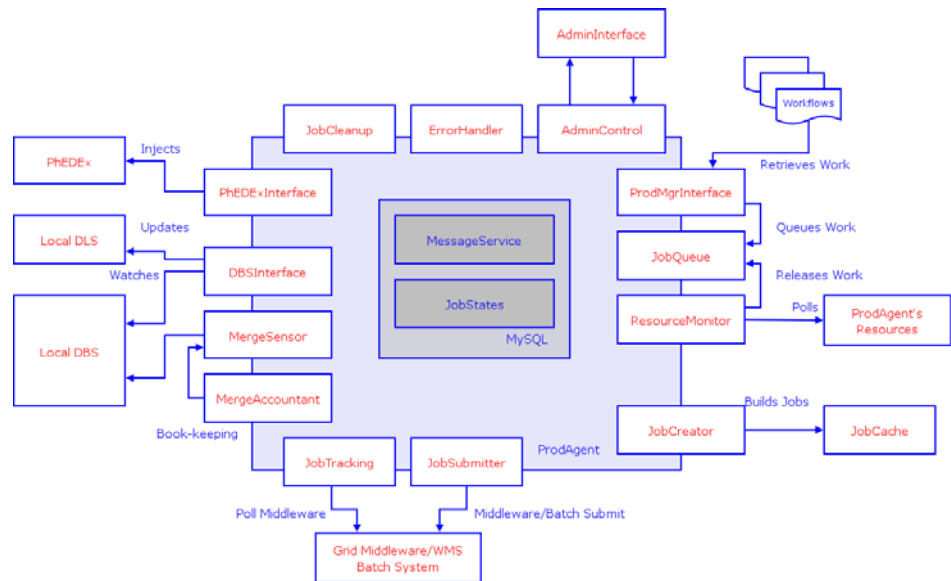 AdminInterface
Workflows
JobCleanup
ErrorHandler
AdminControl
Injects
PhEDEx
Retrieves Work
PhEDExInterface
ProdMgrInterface
Updates
Queues Work
MessageService
Local DLS
DBSInterface
JobQueue
Watches
Releases Work
JobStates
Polls
MergeSensor
ResourceMonitor
ProdAgent's
Resources
MySQL
Local DBS
MergeAccountant
Builds Jobs
Book-keeping
JobCreator
JobCache
ProdAgent
JobTracking
JobSubmitter
Poll Middleware
Middleware/Batch Submit
Grid Middleware/WMS
Batch System